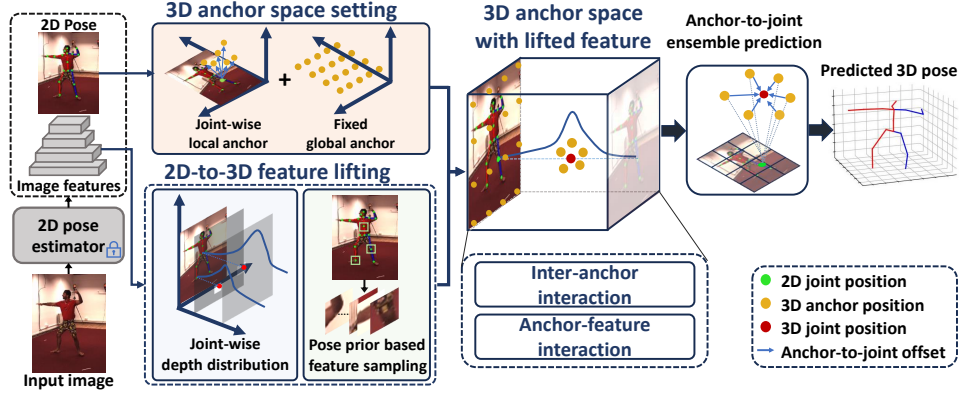 2D Pose
Image features
2D pose
estimator
Input image
3D anchor space setting
+
Joint-wise
local anchor
Fixed
global anchor
2D-to-3D feature lifting
Joint-wise
depth distribution
Pose prior based
feature sampling
3D anchor space
with lifted feature
Inter-anchor
interaction
Anchor-feature
interaction
Anchor-to-joint
ensemble prediction
Predicted 3D pose
2D joint position
3D anchor position
3D joint position
Anchor-to-joint offset